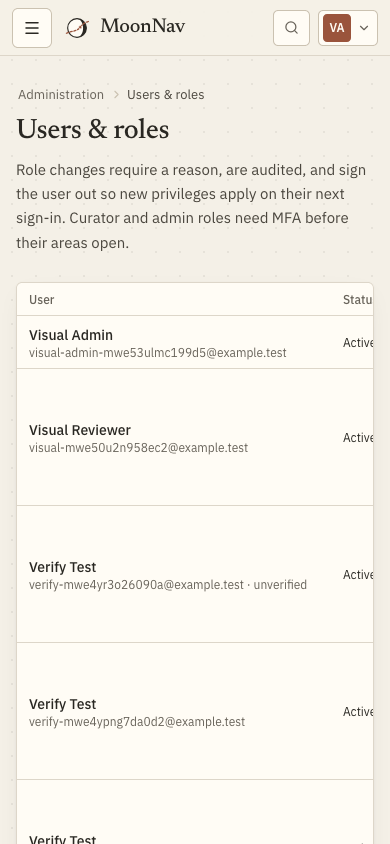 MoonNav
VA
Administration
Users & roles
Users & roles
Role changes require a reason, are audited, and sign
the user out so new privileges apply on their next
sign-in. Curator and admin roles need MFA before
their areas open.
User
Statu
Visual Admin
visual-admin-mwe53ulmc199d5@example.test
Active
Visual Reviewer
visual-mwe50u2n958ec2@example.test
Active
Verify Test
verify-mwe4yr3o26090a@example.test · unverified
Active
Verify Test
verify-mwe4ypng7da0d2@example.test
Active
Verify Test